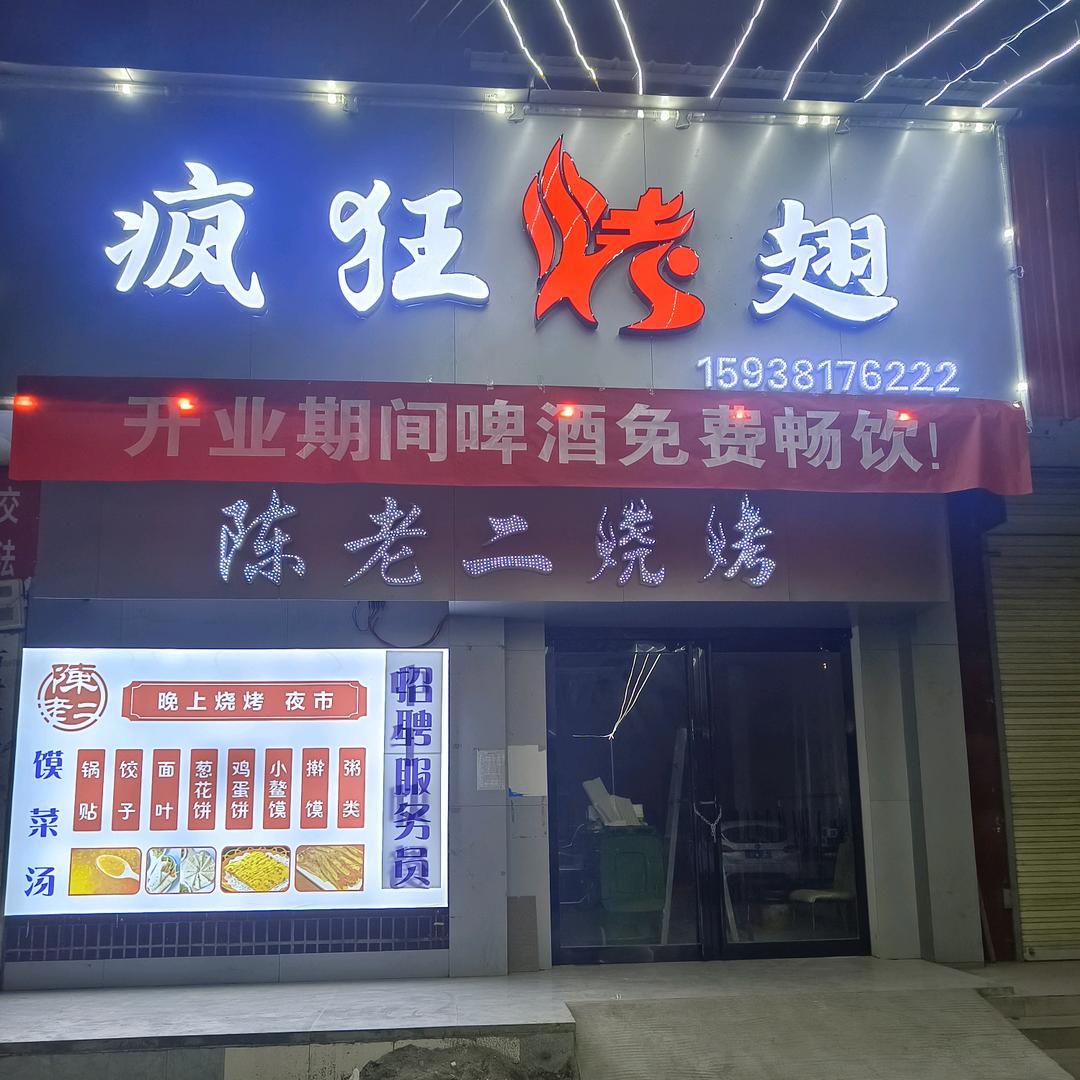 疯狂烤翅
15938176222
开业期间啤酒免费畅饮!
陈老二烧烤
陳老二
晚上烧烤 夜市
招聘服务员
馍菜汤
锅贴
饺子
面叶
葱花饼
鸡蛋饼
小鏊馍
擀馍
粥类